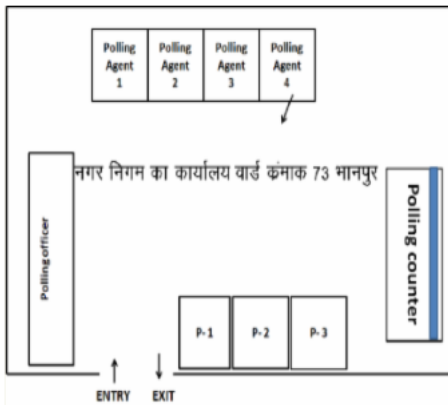 Polling Agent 1
Polling Agent 2
Polling Agent 3
Polling Agent 4
नगर निगम का कार्यालय वार्ड क्रंमाक 73 भानपुर
Polling officer
Polling counter
P-1
P-2
P-3
ENTRY
EXIT